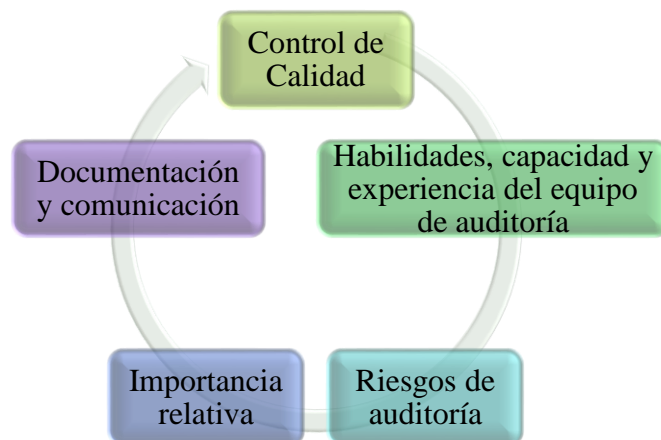 Control de
Calidad
Habilidades, capacidad y
experiencia del equipo
de auditoría
Riesgos de
auditoría
Importancia
relativa
Documentación
y comunicación